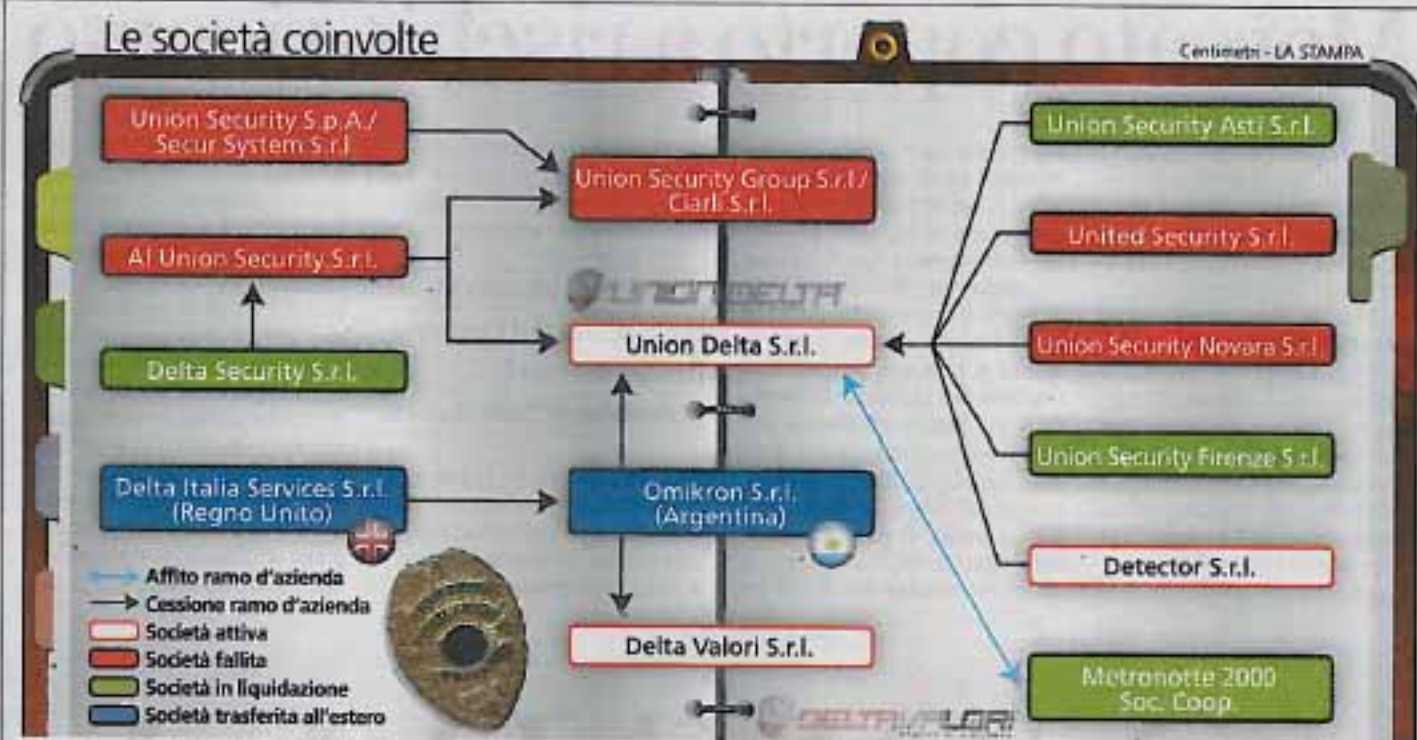 Le società coinvolte
Centimetri - LA STAMPA
Union Security S.p.A./
Secur System S.r.l
Union Security Group S.r.l/
Ciarli S.r.l.
Al Union Security S.r.l.
Delta Security S.r.l.
UNION DELTA
Union Delta S.r.l.
Delta Italia Services S.r.l.
(Regno Unito)
Omikron S.r.l.
(Argentina)
Delta Valori S.r.l.
DELTAVALORI
Union Security Asti S.r.l.
United Security S.r.l.
Union Security Novara S.r.l
Union Security Firenze S.r.l.
Detector S.r.l.
Metronotte 2000
Soc. Coop.
Affito ramo d'azienda
Cessione ramo d'azienda
Società attiva
Società fallita
Società in liquidazione
Società trasferita all'estero